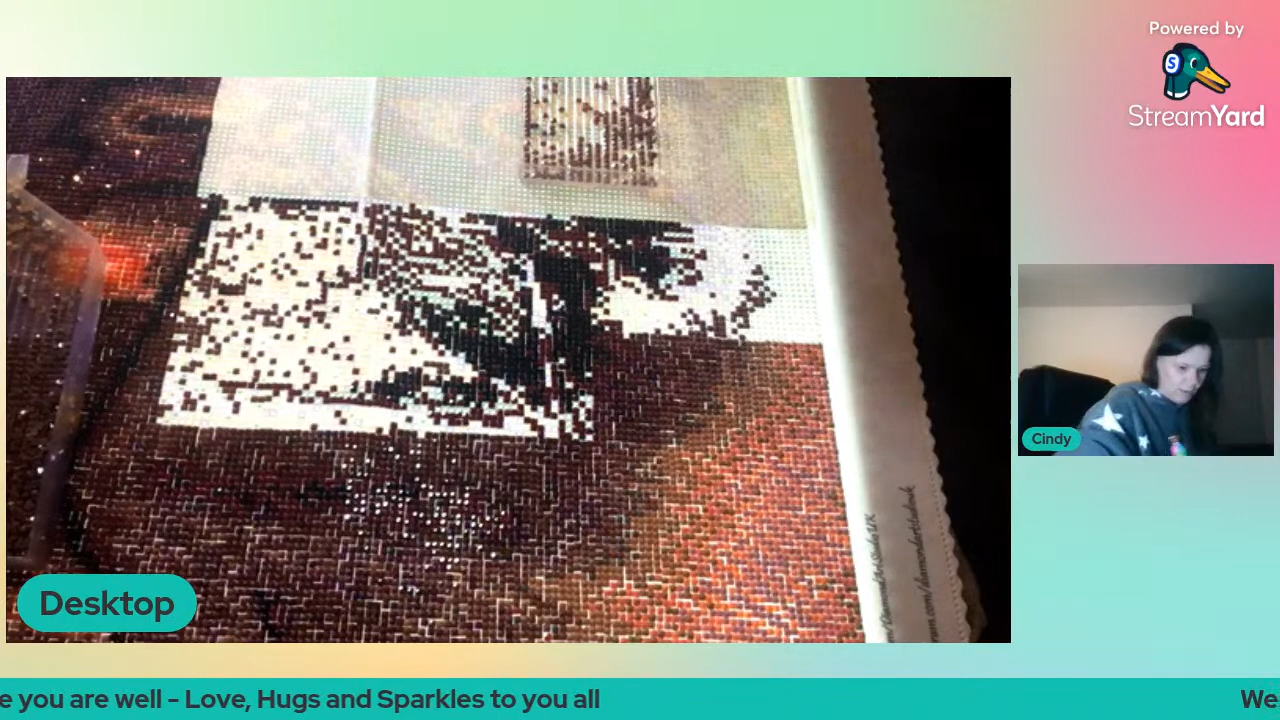 Powered by
S
StreamYard
Cindy
Desktop
e you are well - Love, Hugs and Sparkles to you all
We